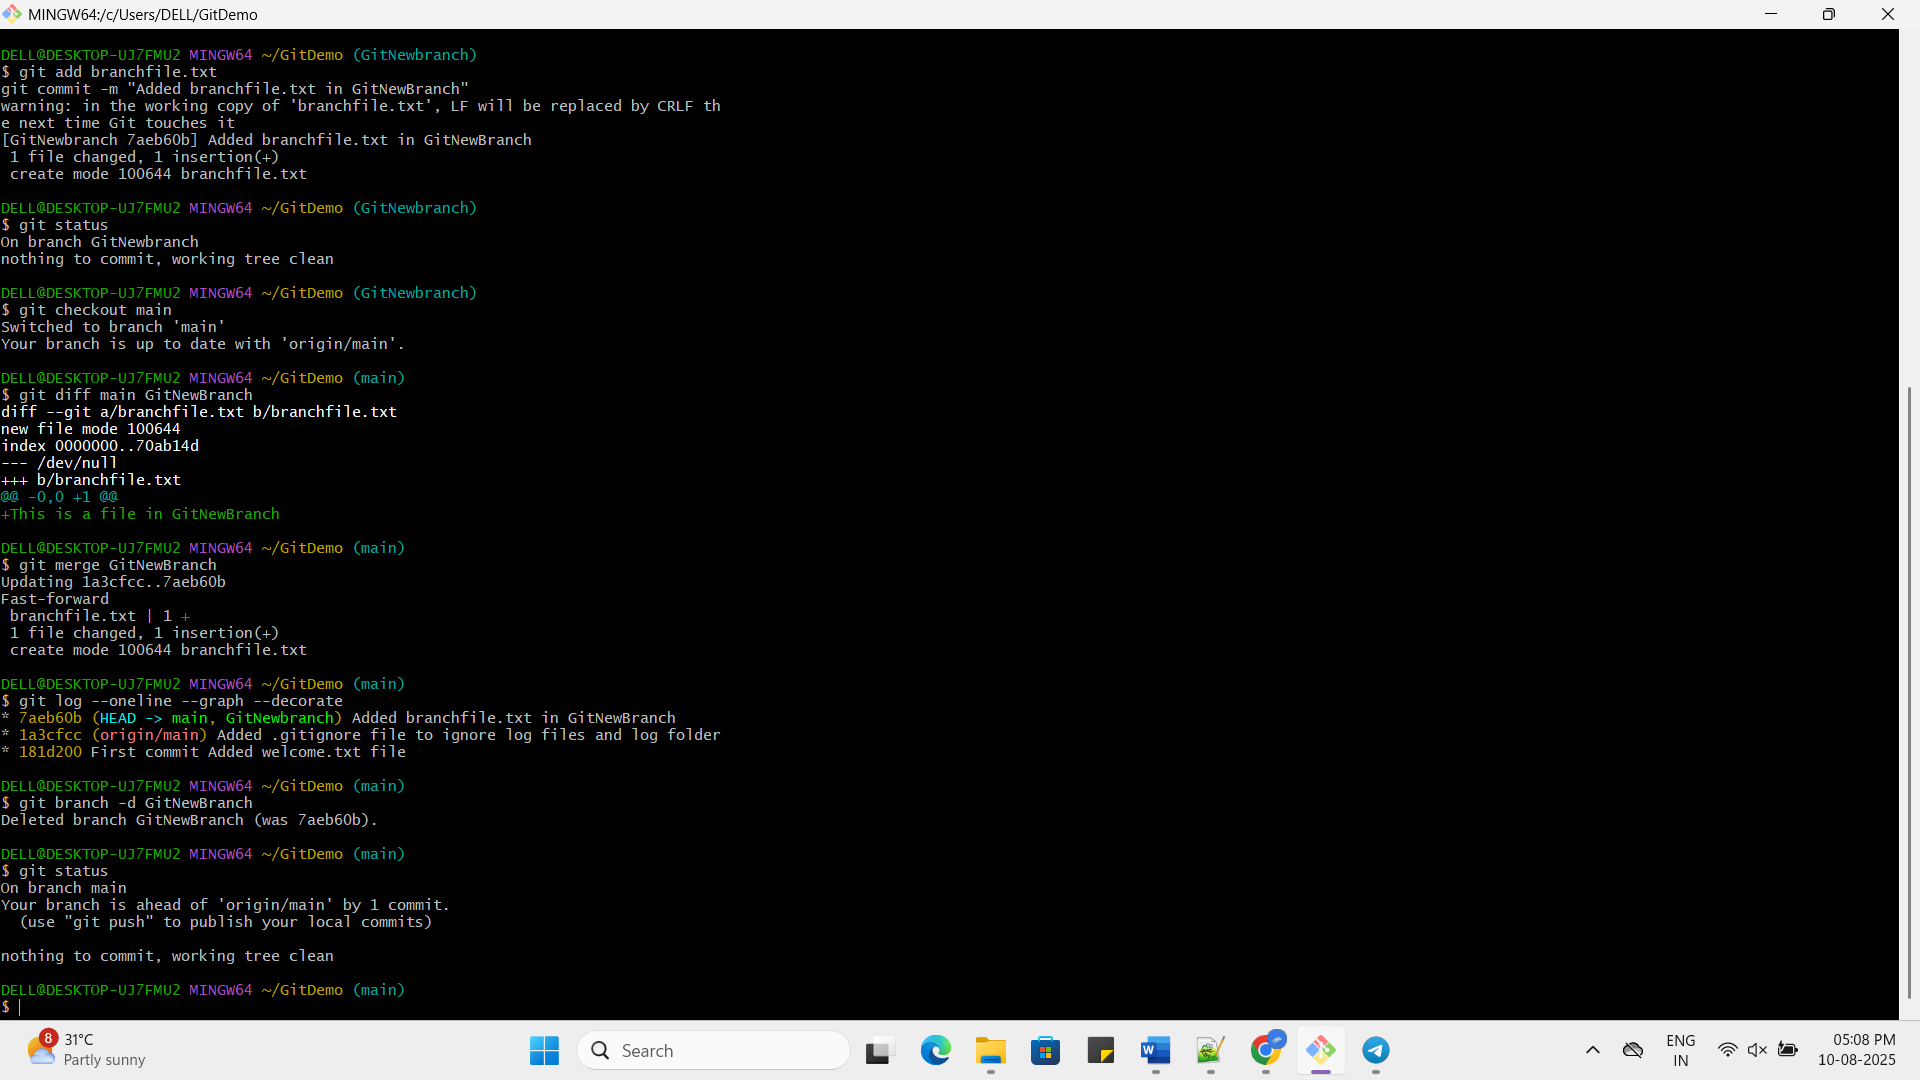 MINGW64:/c/Users/DELL/GitDemo
DELL@DESKTOP-UJ7FMU2 MINGW64 ~/GitDemo (GitNewbranch)
$ git add branchfile.txt
git commit -m "Added branchfile.txt in GitNewBranch"
warning: in the working copy of 'branchfile.txt', LF will be replaced by CRLF th
e next time Git touches it
[GitNewbranch 7aeb60b] Added branchfile.txt in GitNewBranch
 1 file changed, 1 insertion(+)
 create mode 100644 branchfile.txt
DELL@DESKTOP-UJ7FMU2 MINGW64 ~/GitDemo (GitNewbranch)
$ git status
On branch GitNewbranch
nothing to commit, working tree clean
DELL@DESKTOP-UJ7FMU2 MINGW64 ~/GitDemo (GitNewbranch)
$ git checkout main
Switched to branch 'main'
Your branch is up to date with 'origin/main'.
DELL@DESKTOP-UJ7FMU2 MINGW64 ~/GitDemo (main)
$ git diff main GitNewBranch
diff --git a/branchfile.txt b/branchfile.txt
new file mode 100644
index 0000000..70ab14d
--- /dev/null
+++ b/branchfile.txt
@@ -0,0 +1 @@
+This is a file in GitNewBranch
DELL@DESKTOP-UJ7FMU2 MINGW64 ~/GitDemo (main)
$ git merge GitNewBranch
Updating 1a3cfcc..7aeb60b
Fast-forward
 branchfile.txt | 1 +
 1 file changed, 1 insertion(+)
 create mode 100644 branchfile.txt
DELL@DESKTOP-UJ7FMU2 MINGW64 ~/GitDemo (main)
$ git log --oneline --graph --decorate
* 7aeb60b (HEAD -> main, GitNewbranch) Added branchfile.txt in GitNewBranch
* 1a3cfcc (origin/main) Added .gitignore file to ignore log files and log folder
* 181d200 First commit Added welcome.txt file
DELL@DESKTOP-UJ7FMU2 MINGW64 ~/GitDemo (main)
$ git branch -d GitNewBranch
Deleted branch GitNewBranch (was 7aeb60b).
DELL@DESKTOP-UJ7FMU2 MINGW64 ~/GitDemo (main)
$ git status
On branch main
Your branch is ahead of 'origin/main' by 1 commit.
  (use "git push" to publish your local commits)
nothing to commit, working tree clean
DELL@DESKTOP-UJ7FMU2 MINGW64 ~/GitDemo (main)
$
8
31°C
Partly sunny
Search
ENG
IN
05:08 PM
10-08-2025